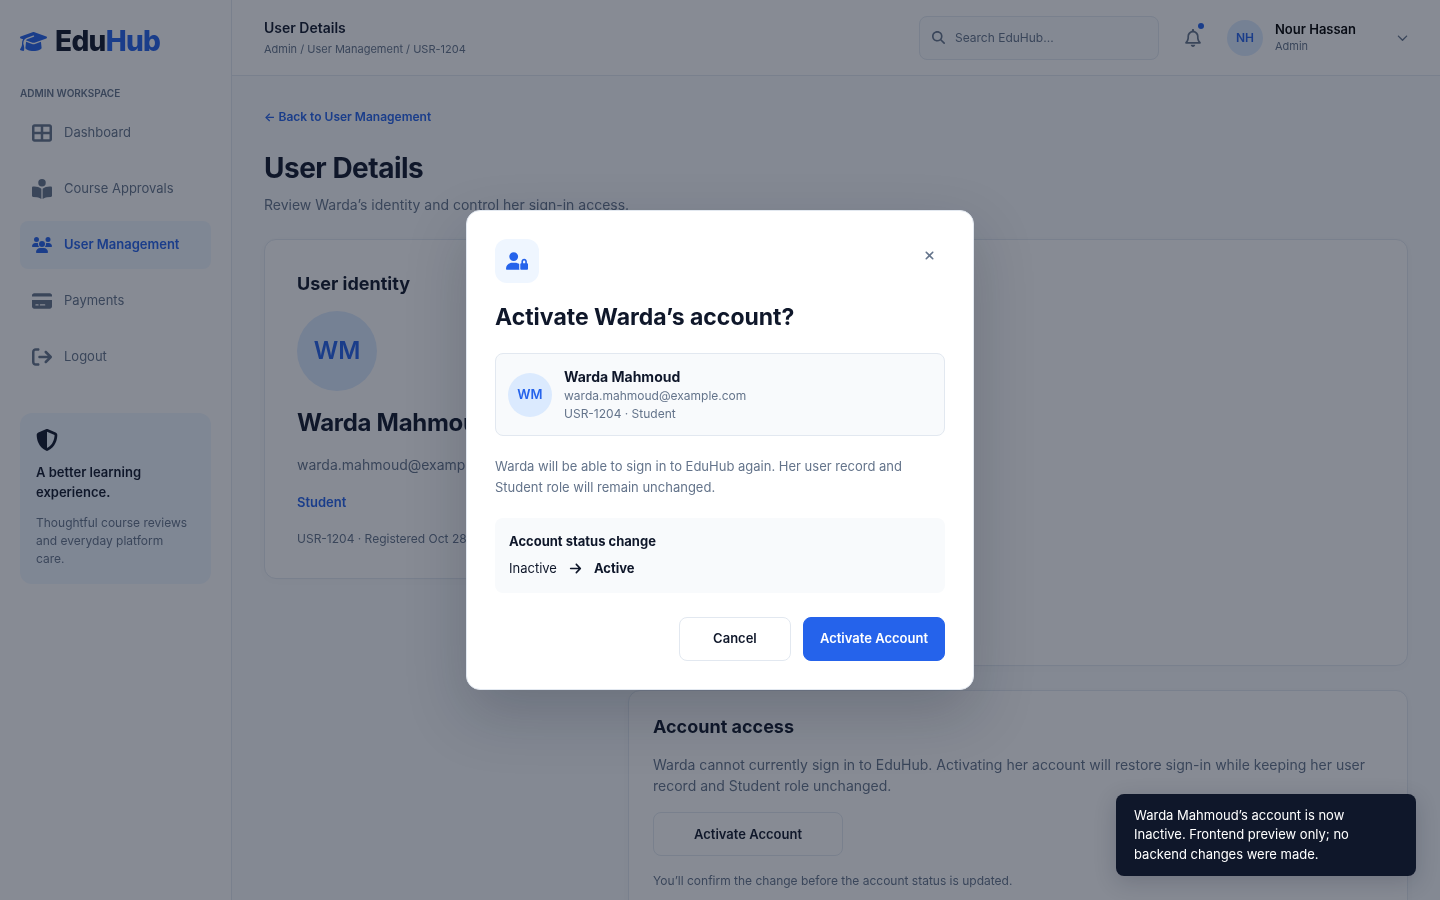 EduHub
ADMIN WORKSPACE
Dashboard
Course Approvals
User Management
Payments
Logout
A better learning
experience.
Thoughtful course reviews
and everyday platform
care.
User Details
Admin / User Management / USR-1204
Search EduHub...
NH
Nour Hassan
Admin
← Back to User Management
User Details
Review Warda’s identity and control her sign-in access.
User identity
WM
Warda Mahmou
warda.mahmoud@examp
Student
USR-1204 · Registered Oct 28
Activate Warda’s account?
WM
Warda Mahmoud
warda.mahmoud@example.com
USR-1204 · Student
Warda will be able to sign in to EduHub again. Her user record and
Student role will remain unchanged.
Account status change
Inactive → Active
Cancel
Activate Account
Account access
Warda cannot currently sign in to EduHub. Activating her account will restore sign-in while keeping her user
record and Student role unchanged.
Activate Account
You’ll confirm the change before the account status is updated.
Warda Mahmoud’s account is now
Inactive. Frontend preview only; no
backend changes were made.